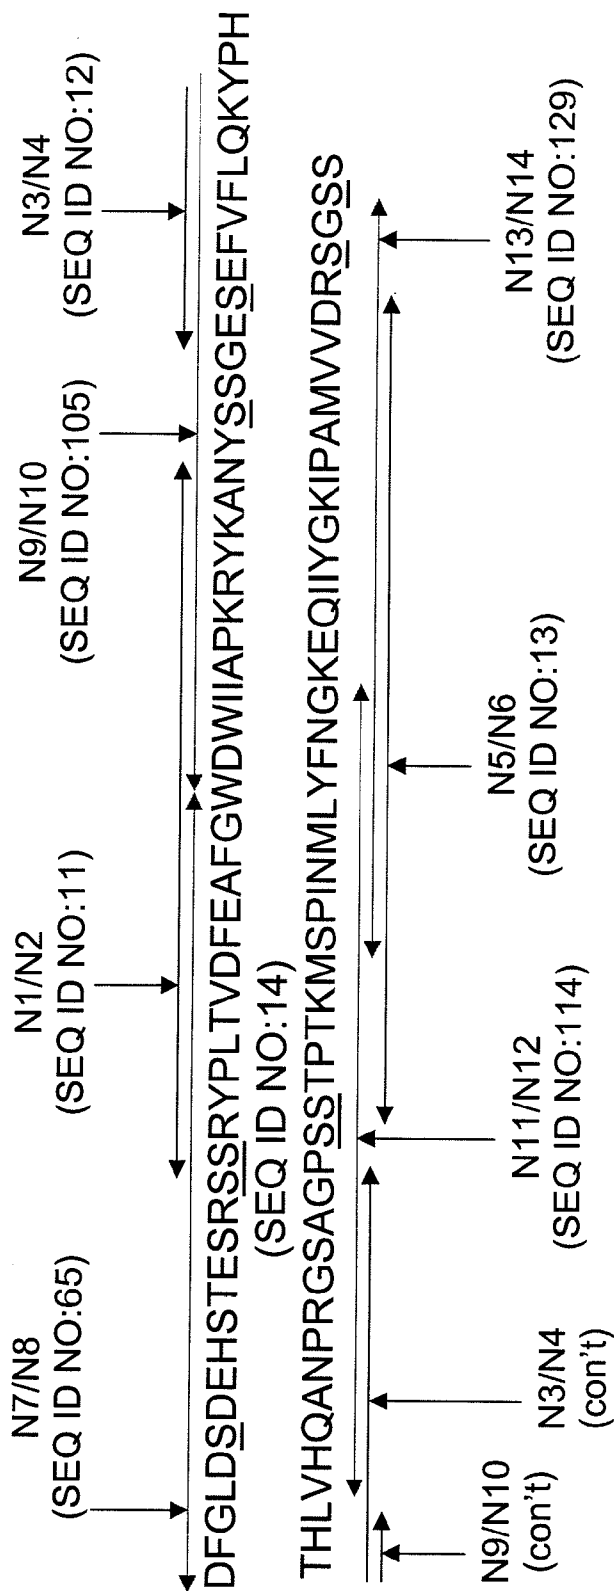 N7/N8
(SEQ ID NO:65)
N1/N2
(SEQ ID NO:11)
N9/N10
(SEQ ID NO:105)
N3/N4
(SEQ ID NO:12)
DFGLDSDEHSTESRSSRYPLTVDFEAFGWDWIIAPKRYKANYSSGESEFVFLQKYPH
(SEQ ID NO:14)
THLVHQANPRGSAGPSSTPTKMSPINMLYFNGKEQIIYGKIPAMVVDRSGSS
N9/N10
(con't)
N3/N4
(con't)
N11/N12
(SEQ ID NO:114)
N5/N6
(SEQ ID NO:13)
N13/N14
(SEQ ID NO:129)